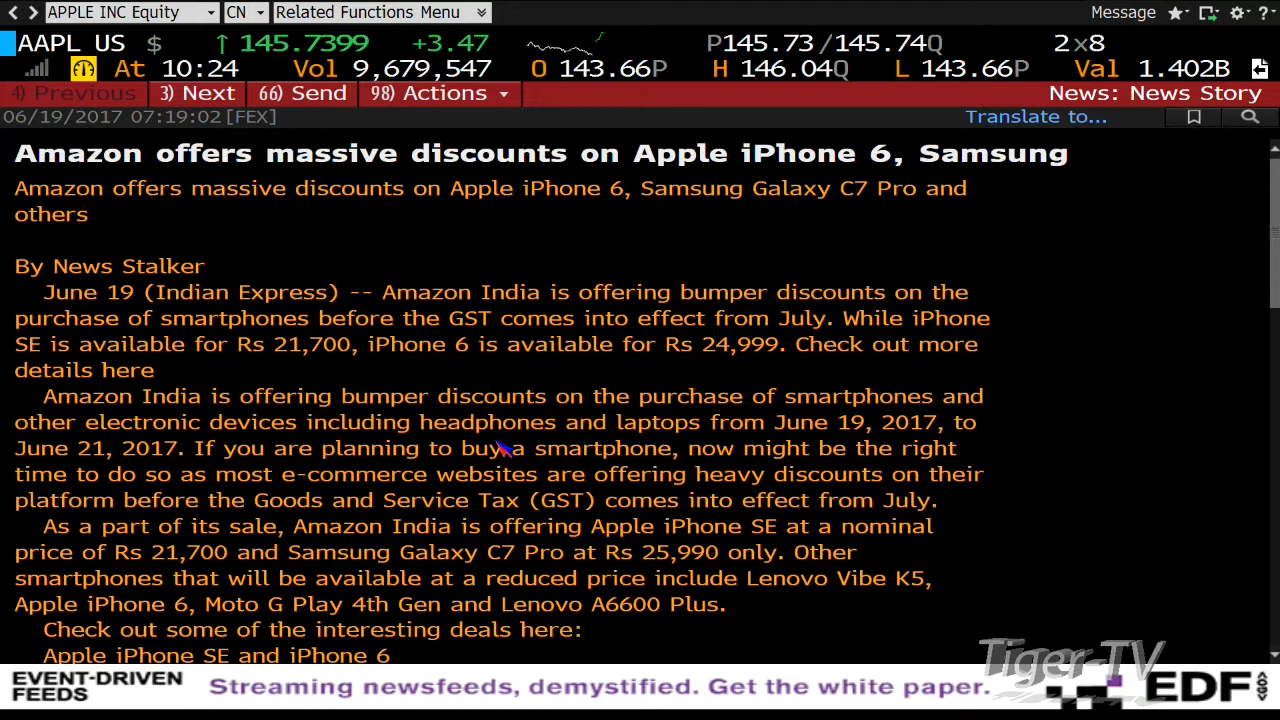 APPLE INC Equity CN Related Functions Menu Message ?
AAPL US $ ↑ 145.7399 +3.47 P145.73/145.74Q 2x8
At 10:24 Vol 9,679,547 O 143.66P H 146.04Q L 143.66P Val 1.402B
4) Previous 3) Next 66) Send 98) Actions News: News Story
06/19/2017 07:19:02 [FEX] Translate to...
Amazon offers massive discounts on Apple iPhone 6, Samsung
Amazon offers massive discounts on Apple iPhone 6, Samsung Galaxy C7 Pro and
others
By News Stalker
June 19 (Indian Express) -- Amazon India is offering bumper discounts on the
purchase of smartphones before the GST comes into effect from July. While iPhone
SE is available for Rs 21,700, iPhone 6 is available for Rs 24,999. Check out more
details here
Amazon India is offering bumper discounts on the purchase of smartphones and
other electronic devices including headphones and laptops from June 19, 2017, to
June 21, 2017. If you are planning to buy a smartphone, now might be the right
time to do so as most e-commerce websites are offering heavy discounts on their
platform before the Goods and Service Tax (GST) comes into effect from July.
As a part of its sale, Amazon India is offering Apple iPhone SE at a nominal
price of Rs 21,700 and Samsung Galaxy C7 Pro at Rs 25,990 only. Other
smartphones that will be available at a reduced price include Lenovo Vibe K5,
Apple iPhone 6, Moto G Play 4th Gen and Lenovo A6600 Plus.
Check out some of the interesting deals here:
Apple iPhone SE and iPhone 6
Tiger-TV
EVENT-DRIVEN
FEEDS
Streaming newsfeeds, demystified. Get the white paper.
EDF